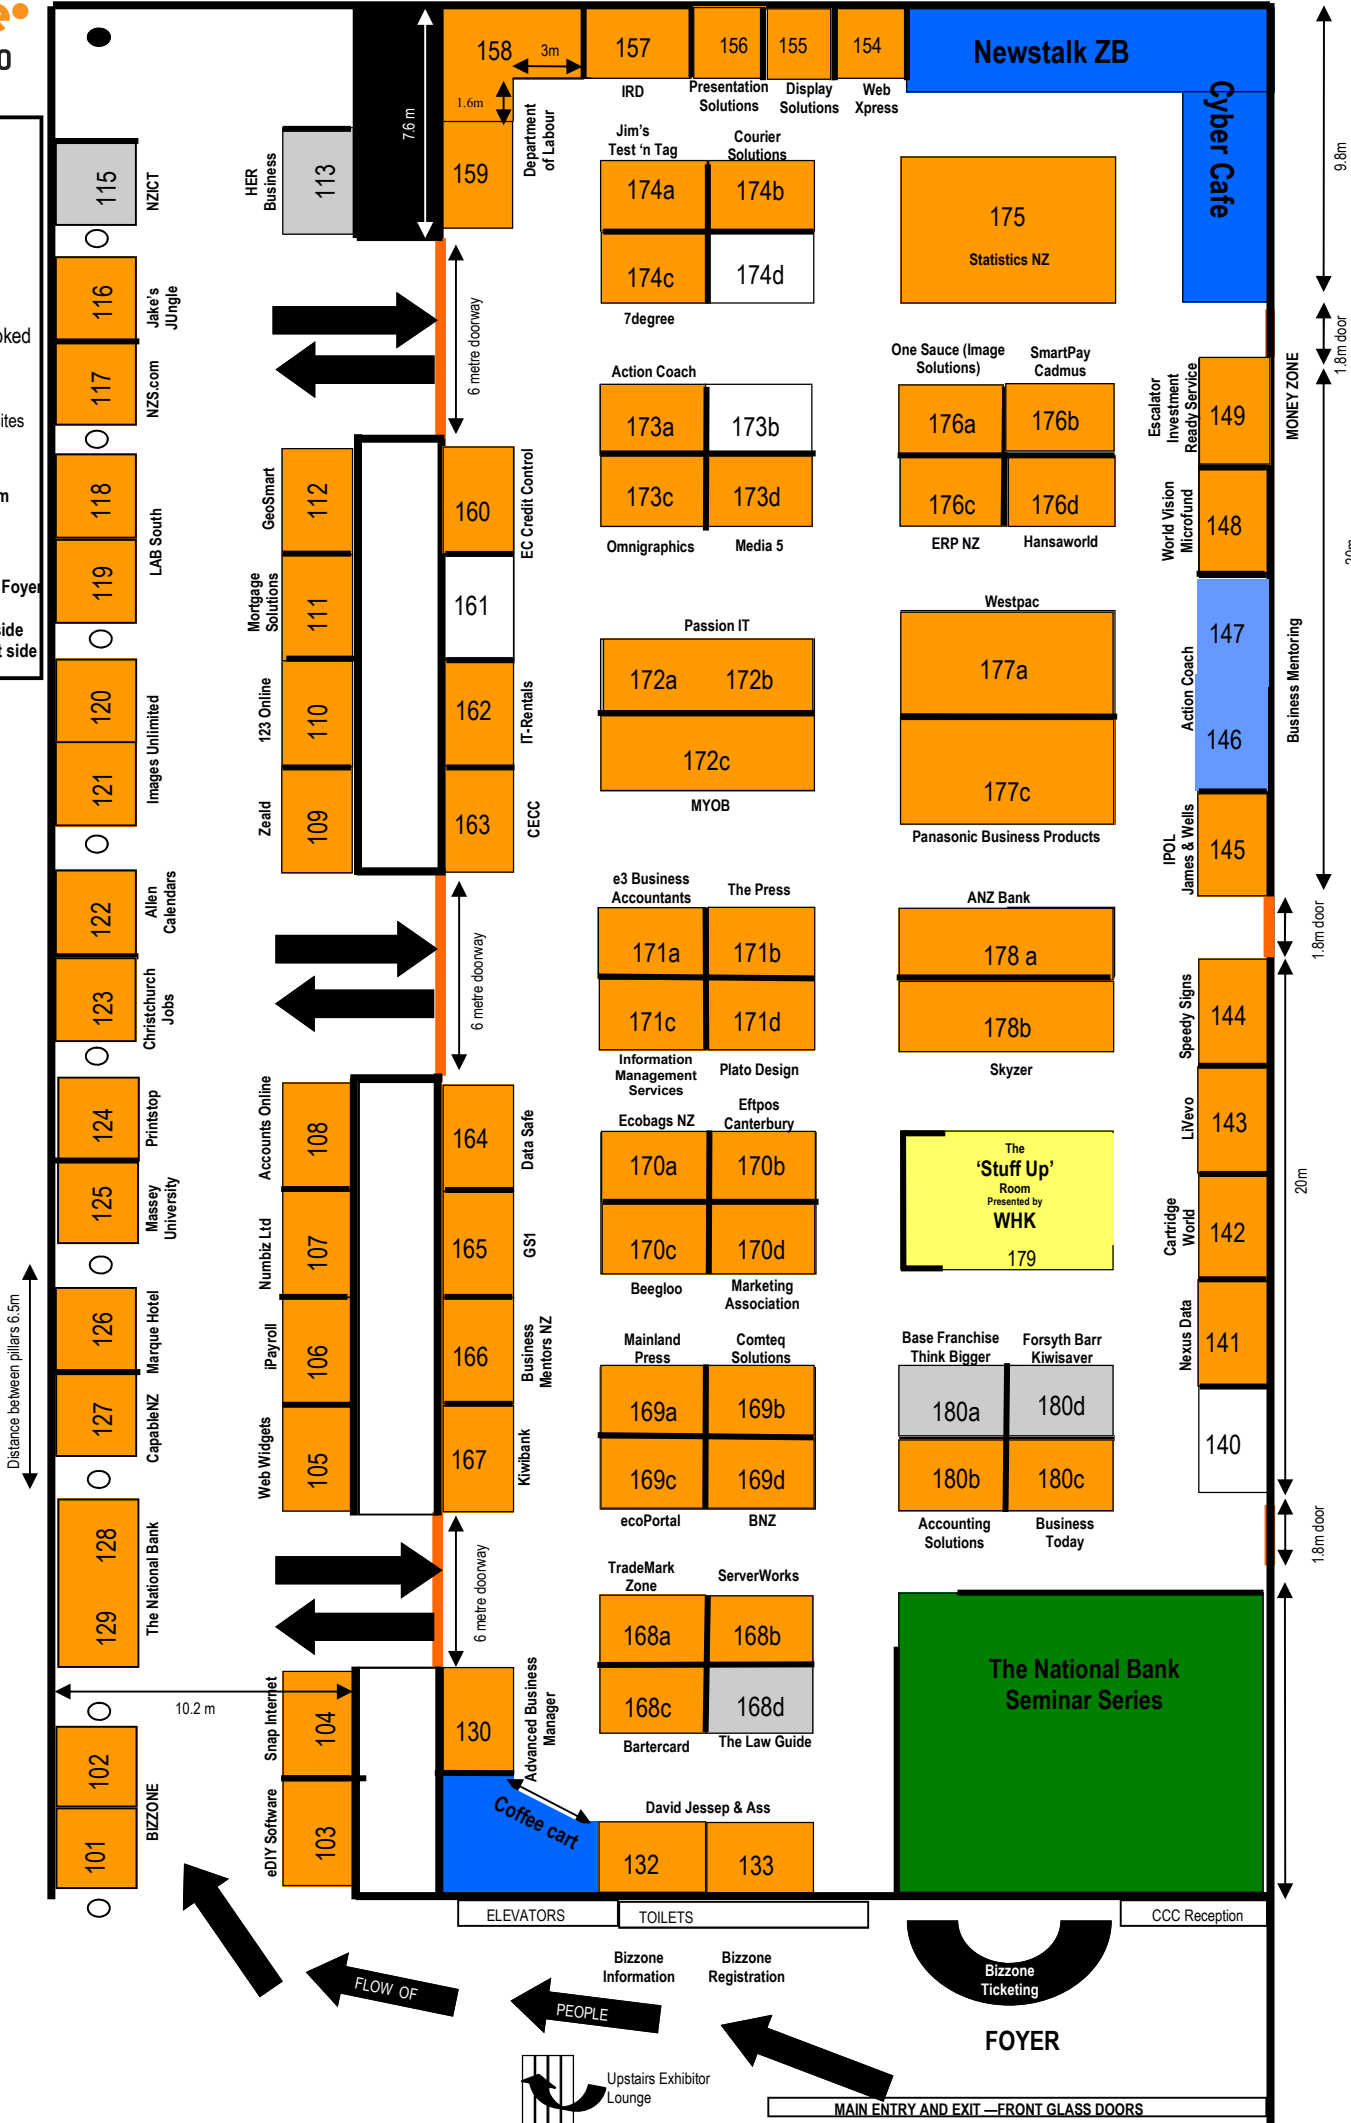 e
0
oked
ites
m
Foyer
side
t side
158
3m
157
156
155
154
Newstalk ZB
Cyber Cafe
IRD
Presentation
Solutions
Display
Solutions
Web
Xpress
1.6m
7.6 m
159
Department
of Labour
9.8m
115
NZICT
HER
Business
113
Jim's
Test 'n Tag
Courier
Solutions
174a
174b
174c
174d
7degree
175
Statistics NZ
116
Jake's
JUngle
117
NZS.com
6 metre doorway
1.8m door
Action Coach
173a
173b
173c
173d
Omnigraphics
Media 5
One Sauce (Image
Solutions)
SmartPay
Cadmus
176a
176b
176c
176d
ERP NZ
Hansaworld
Escalator
Investment
Ready Service
149
MONEY ZONE
World Vision
Microfund
148
20m
118
119
LAB South
GeoSmart
112
Mortgage
Solutions
111
123 Online
110
Zeald
109
160
EC Credit Control
161
162
IT-Rentals
163
CECC
Passion IT
172a
172b
172c
MYOB
Westpac
177a
177c
Panasonic Business Products
147
146
Action Coach
Business Mentoring
IPOL
James & Wells
145
120
121
Images Unlimited
122
Allen
Calendars
123
Christchurch
Jobs
6 metre doorway
e3 Business
Accountants
The Press
171a
171b
171c
171d
Information
Management
Services
Plato Design
ANZ Bank
178 a
178b
Skyzer
1.8m door
Speedy Signs
144
LiVevo
143
Cartridge
World
142
Nexus Data
141
140
20m
124
Printstop
125
Massey
University
Accounts Online
108
Numbiz Ltd
107
iPayroll
106
Web Widgets
105
164
Data Safe
165
GS1
166
Business
Mentors NZ
167
Kiwibank
Ecobags NZ
Eftpos
Canterbury
170a
170b
170c
170d
Beegloo
Marketing
Association
The
'Stuff Up'
Room
Presented by
WHK
179
Distance between pillars 6.5m
126
Marque Hotel
127
CapableNZ
Mainland
Press
Comteq
Solutions
169a
169b
169c
169d
ecoPortal
BNZ
Base Franchise
Think Bigger
Forsyth Barr
Kiwisaver
180a
180d
180b
180c
Accounting
Solutions
Business
Today
1.8m door
128
129
The National Bank
6 metre doorway
TradeMark
Zone
ServerWorks
168a
168b
168c
168d
Bartercard
The Law Guide
The National Bank
Seminar Series
10.2 m
Snap Internet
104
eDIY Software
103
130
Advanced Business
Manager
102
101
BIZZONE
Coffee cart
David Jessep & Ass
132
133
ELEVATORS
TOILETS
CCC Reception
Bizzone
Information
Bizzone
Registration
Bizzone
Ticketing
FLOW OF
PEOPLE
FOYER
Upstairs Exhibitor
Lounge
MAIN ENTRY AND EXIT —FRONT GLASS DOORS